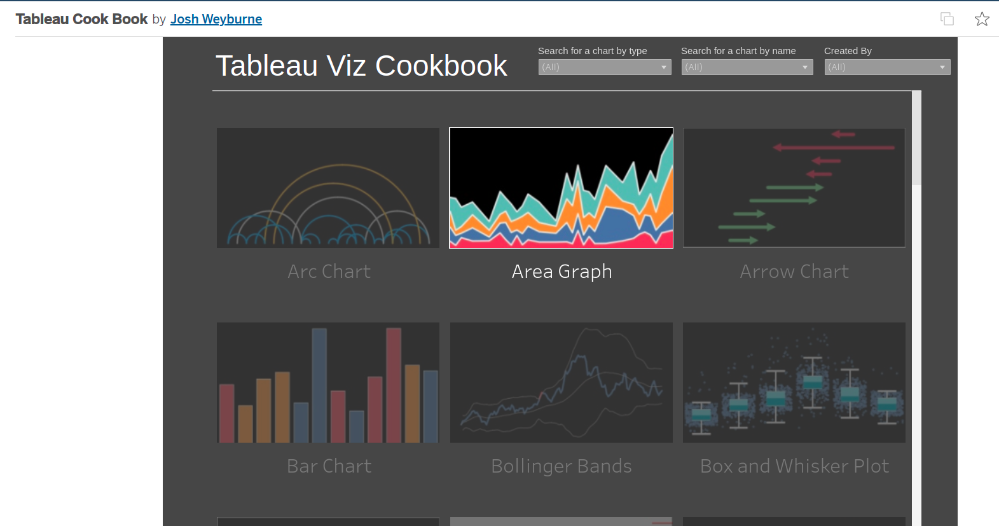 Tableau Cook Book by Josh Weyburne
Tableau Viz Cookbook
Search for a chart by type
Search for a chart by name
Created By
(All)
(All)
(All)
Arc Chart
Area Graph
Arrow Chart
Bar Chart
Bollinger Bands
Box and Whisker Plot